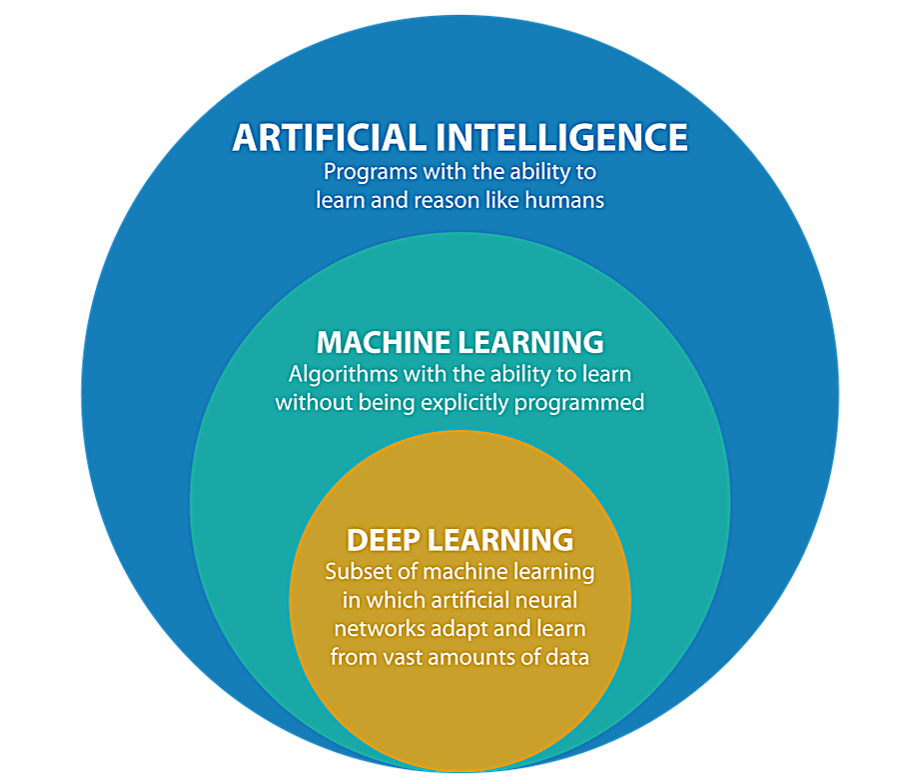 ARTIFICIAL INTELLIGENCE
Programs with the ability to
learn and reason like humans
MACHINE LEARNING
Algorithms with the ability to learn
without being explicitly programmed
DEEP LEARNING
Subset of machine learning
in which artificial neural
networks adapt and learn
from vast amounts of data